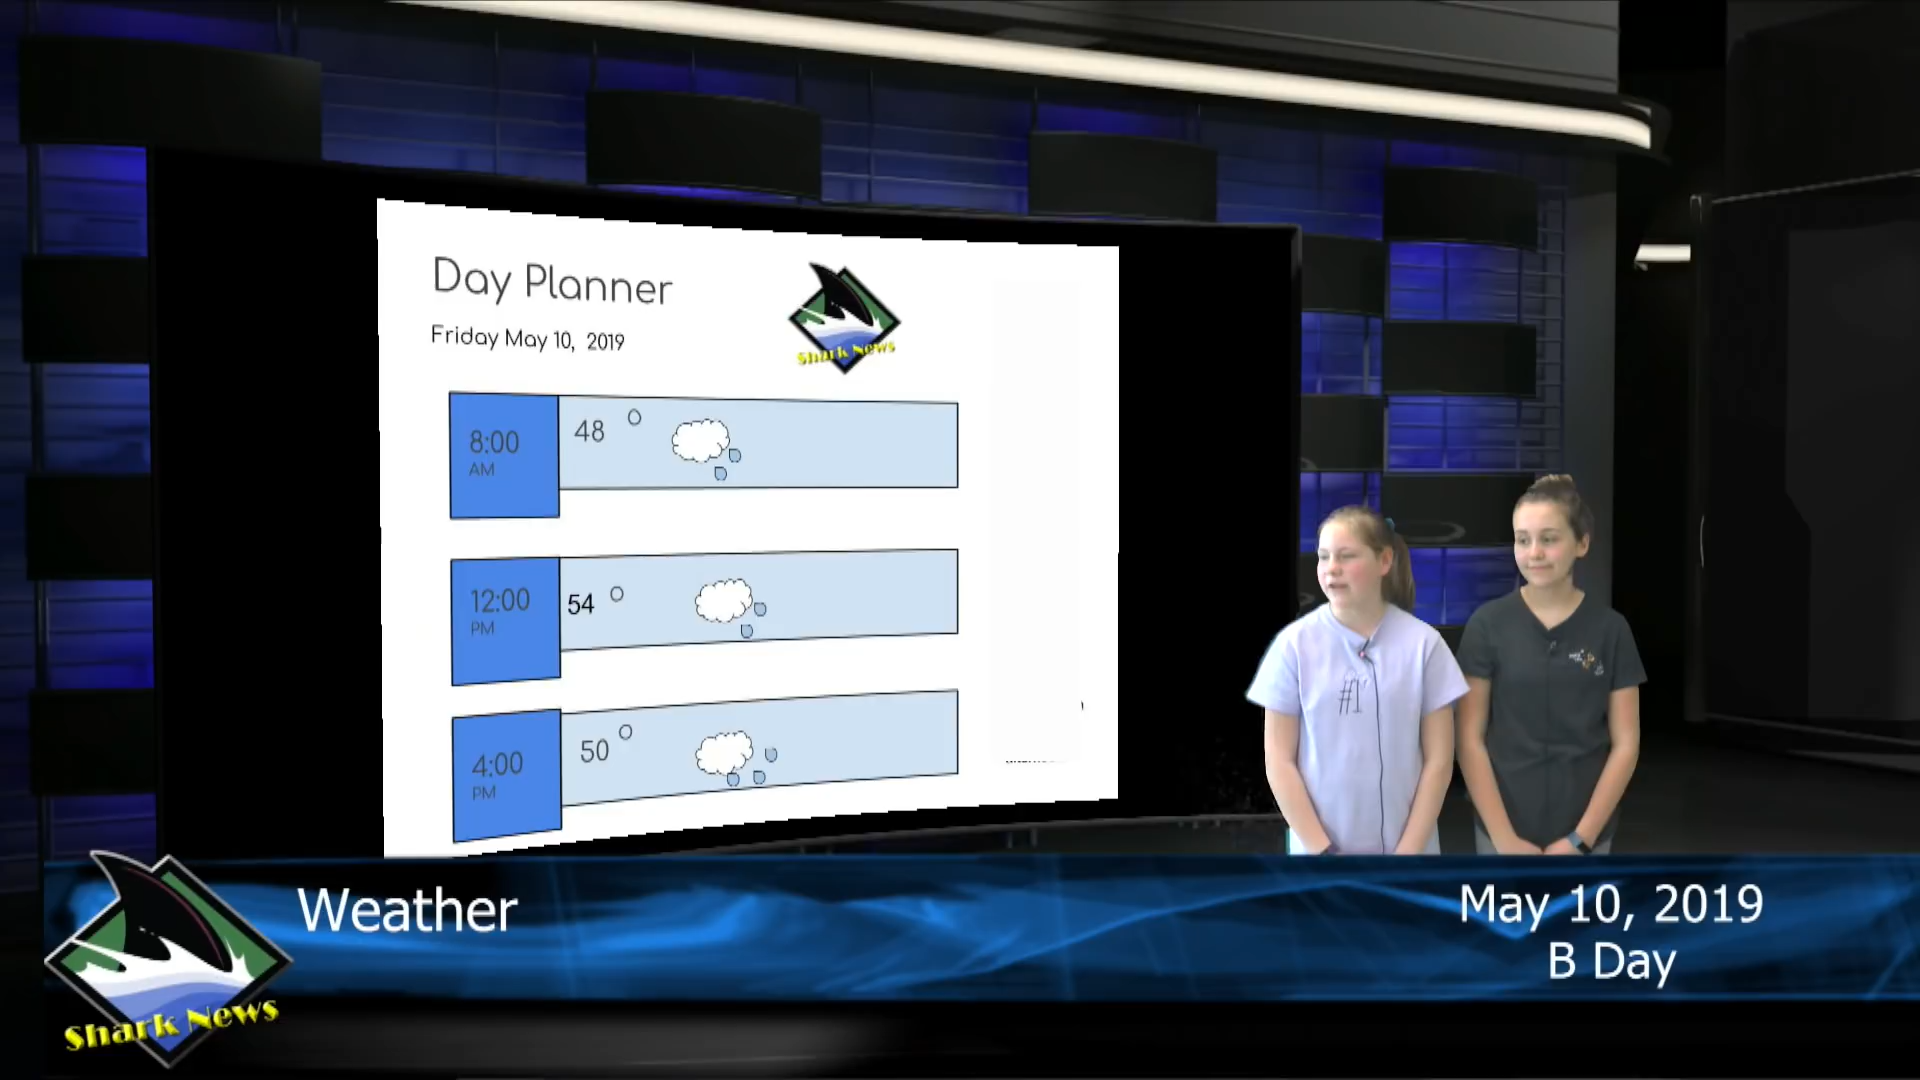 Day Planner
Friday May 10, 2019
Shark News
8:00
AM
48 °
12:00
PM
54 °
4:00
PM
50 °
#1
Weather
May 10, 2019
B Day
Shark News